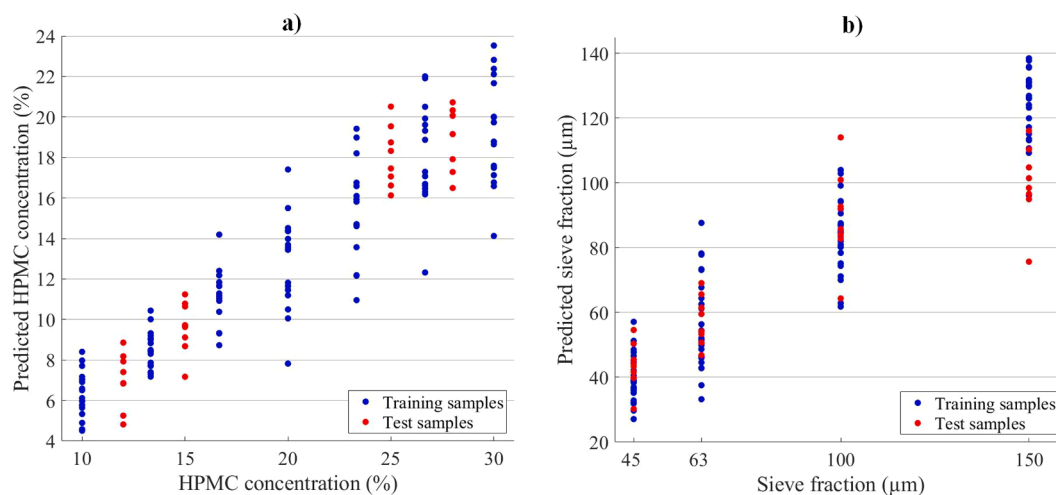 a)
Predicted HPMC concentration (%)
24
22
20
18
16
14
12
10
8
6
4
10
15
20
25
30
HPMC concentration (%)
Training samples
Test samples
b)
Predicted sieve fraction (µm)
140
120
100
80
60
40
20
45
63
100
150
Sieve fraction (µm)
Training samples
Test samples